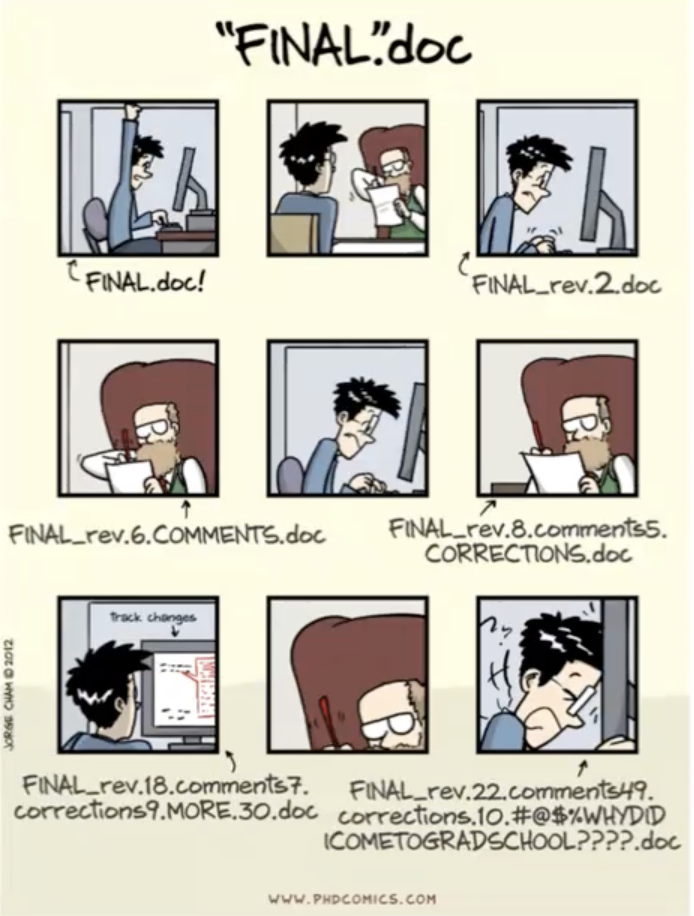 "FINAL".doc
FINAL.doc!
FINAL_rev.2.doc
FINAL_rev.6.COMMENTS.doc
FINAL_rev.8.comments5.
CORRECTIONS.doc
track changes
FINAL_rev.18.comments7.
corrections9.MORE.30.doc
FINAL_rev.22.comments49.
corrections.10.#@$%WHYDID
ICOMETOGRADSCHOOL????.doc
JORGE CHAM © 2012
WWW.PHDCOMICS.COM